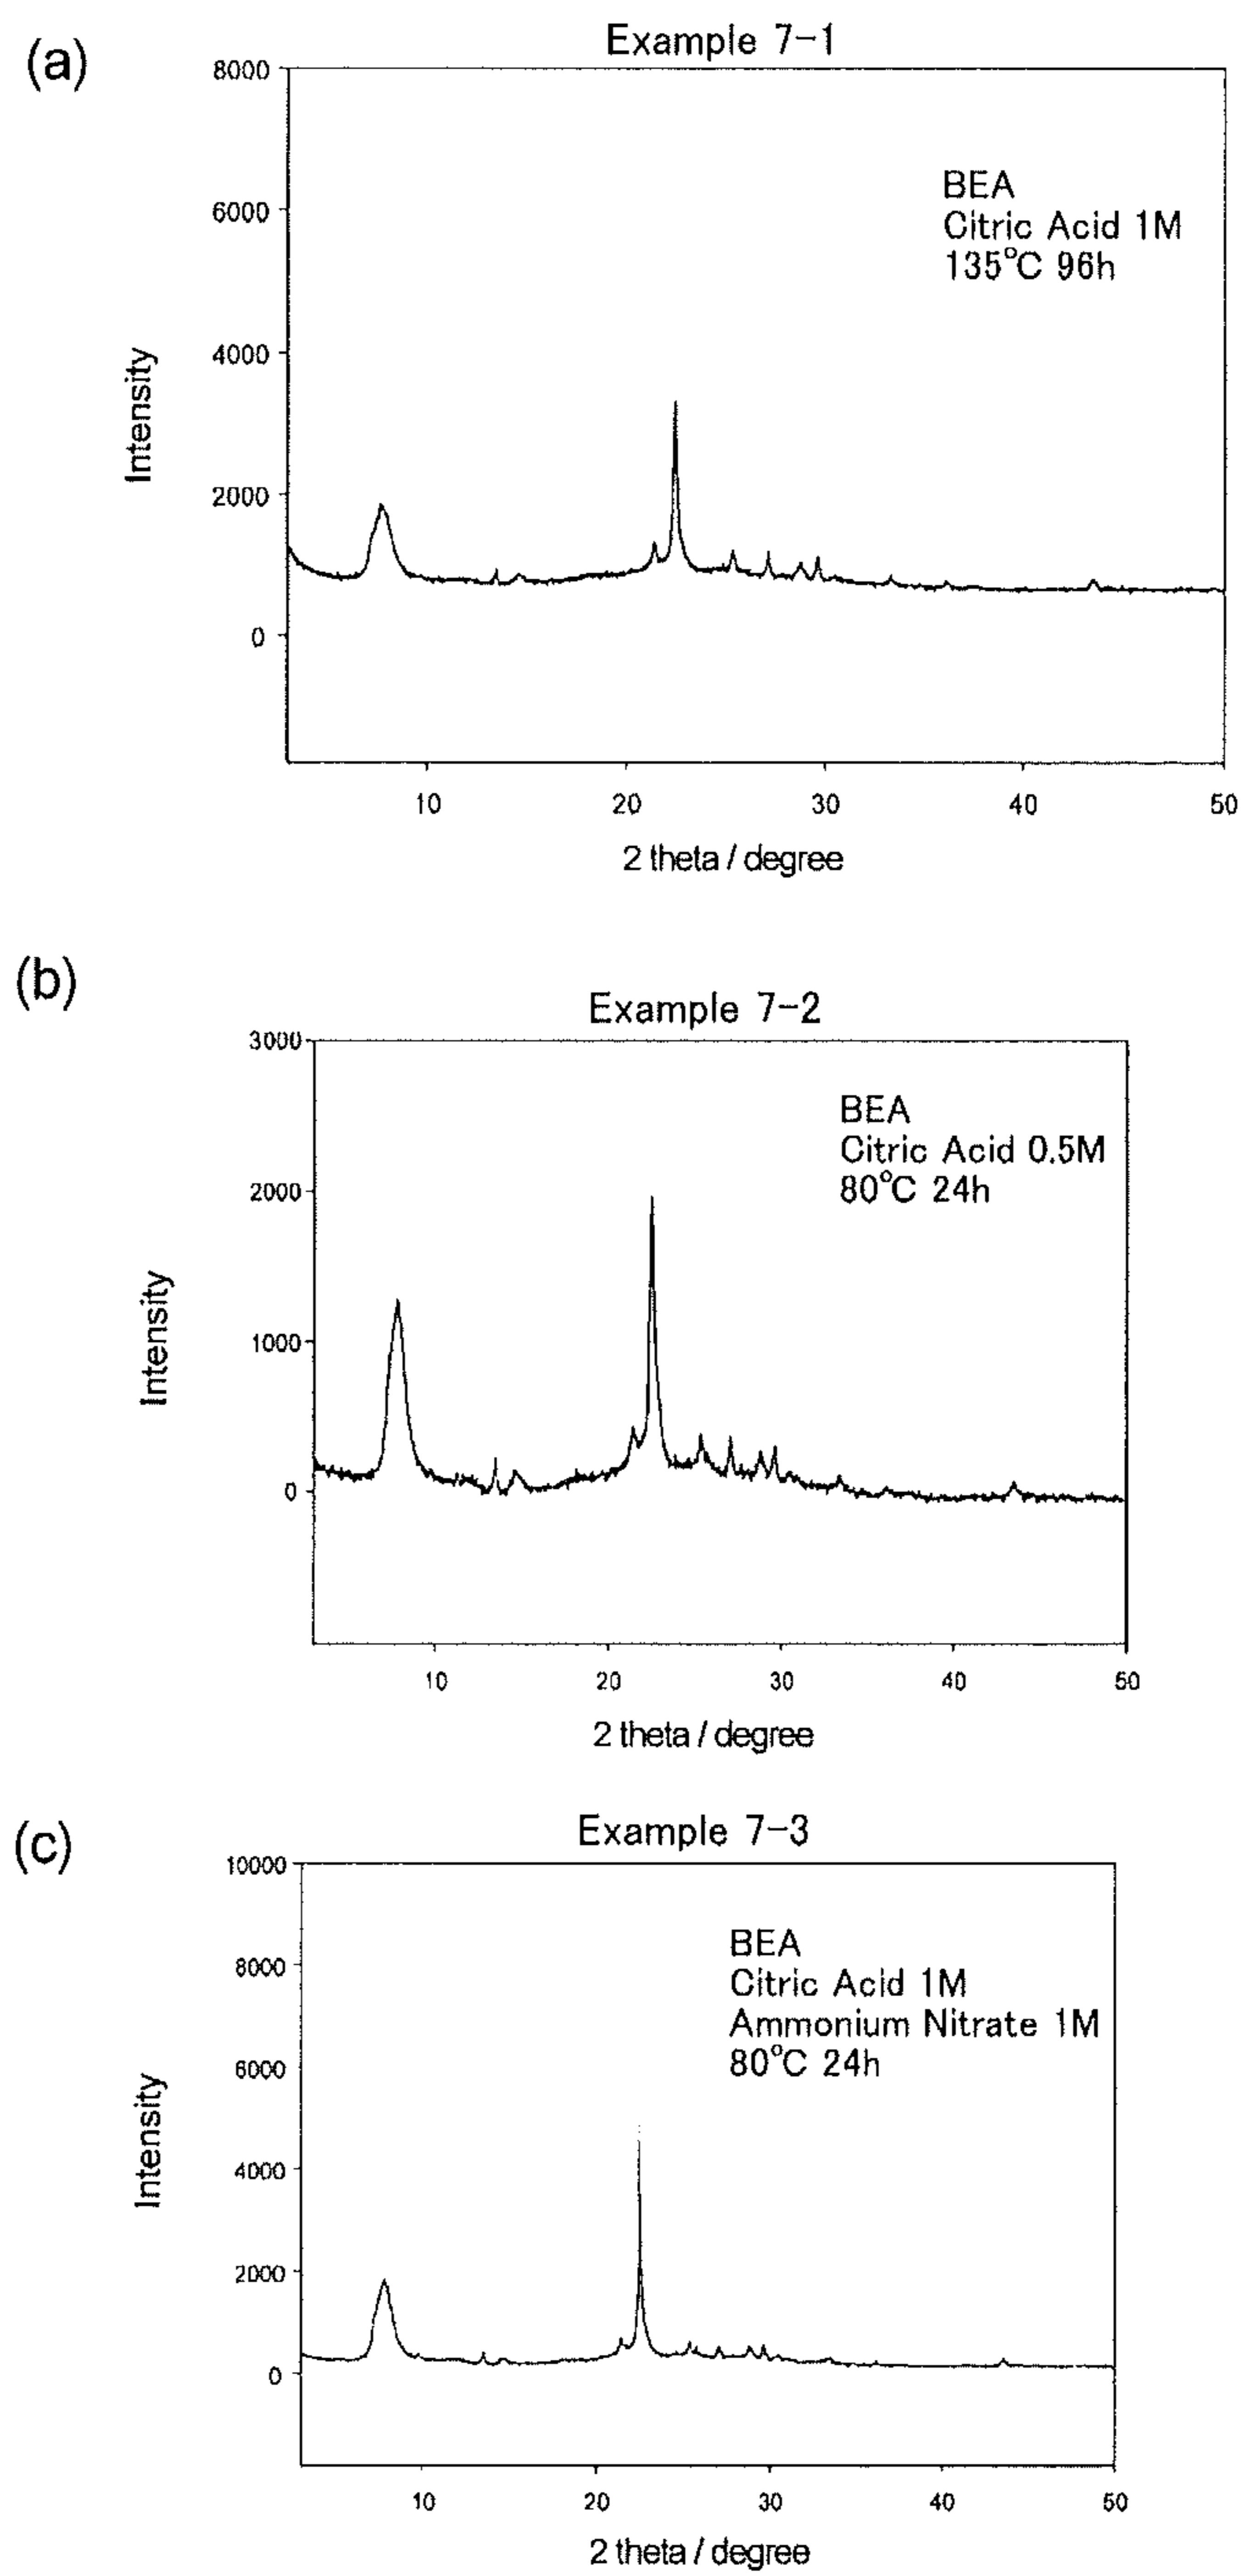 (a)
Example 7-1
8000
6000
4000
2000
0
Intensity
BEA
Citric Acid 1M
135°C 96h
10 20 30 40 50
2 theta / degree
(b)
Example 7-2
3000
2000
1000
0
Intensity
BEA
Citric Acid 0.5M
80°C 24h
10 20 30 40 50
2 theta / degree
(c)
Example 7-3
10000
8000
6000
4000
2000
0
Intensity
BEA
Citric Acid 1M
Ammonium Nitrate 1M
80°C 24h
10 20 30 40 50
2 theta / degree